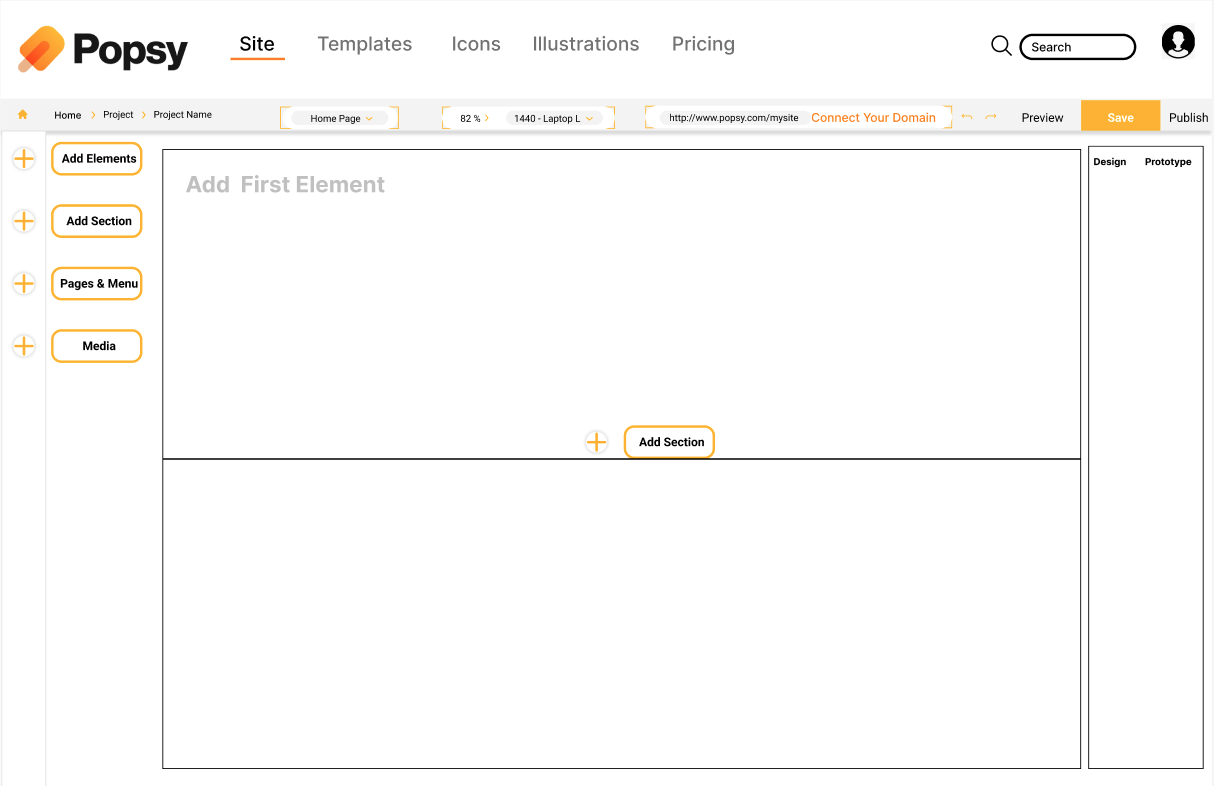 Popsy
Site
Templates
Icons
Illustrations
Pricing
Search
Home
Project
Project Name
Home Page
82 %
1440 - Laptop L
http://www.popsy.com/mysite
Connect Your Domain
Preview
Save
Publish
Add Elements
Add Section
Pages & Menu
Media
Add First Element
Add Section
Design
Prototype